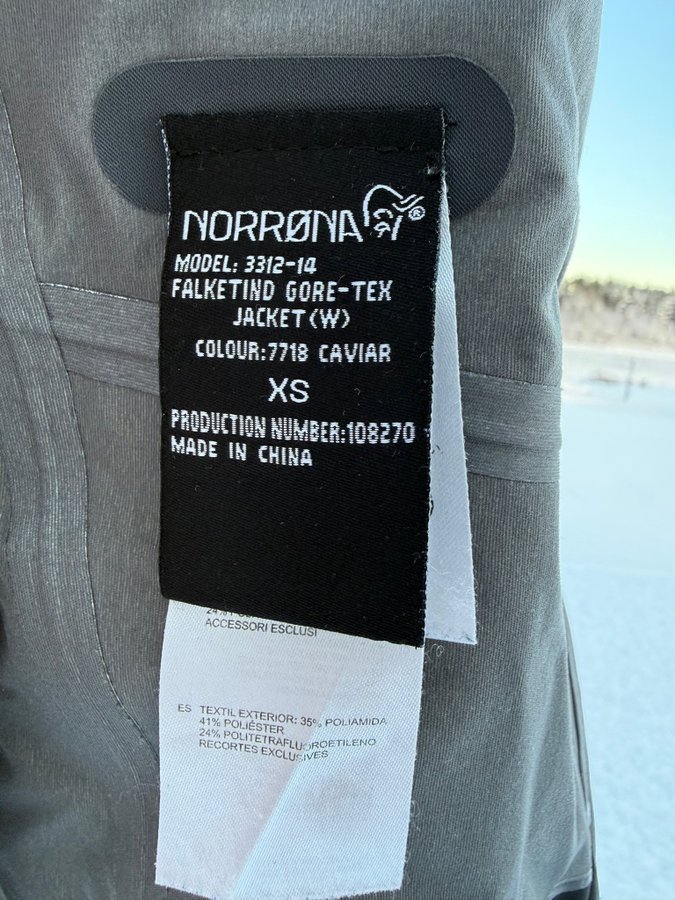 NORRØNA®
MODEL: 3312-14
FALKETIND GORE-TEX
JACKET(W)
COLOUR:7718 CAVIAR
XS
PRODUCTION NUMBER:108270
MADE IN CHINA
24%
ACCESSORI ESCLUSI
ES TEXTIL EXTERIOR: 35% POLIAMIDA
41% POLIÉSTER
24% POLITETRAFLUOROETILENO
RECORTES EXCLUSIVES